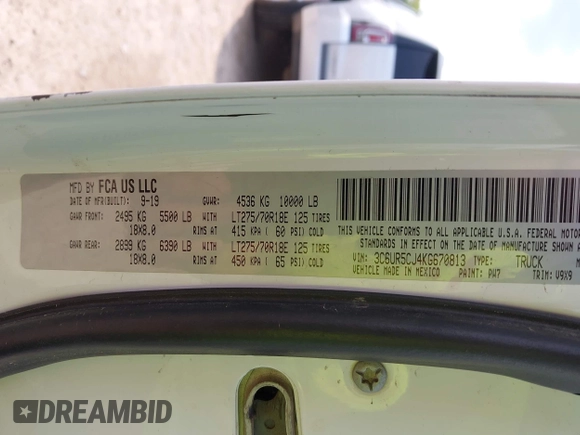 MFD BY FCA US LLC
DATE OF MFR(BUILT): 9-19 GVWR: 4536 KG 10000 LB
GAWR FRONT: 2495 KG 5500 LB WITH LT275/70R18E 125 TIRES
18X8.0 RIMS AT 415 KPA ( 60 PSI) COLD
GAWR REAR: 2899 KG 6390 LB WITH LT275/70R18E 125 TIRES
18X8.0 RIMS AT 450 KPA ( 65 PSI) COLD
THIS VEHICLE CONFORMS TO ALL APPLICABLE U.S.A. FEDERAL MOTOR
STANDARDS IN EFFECT ON THE DATE OF
VIN: 3C6UR5CJ4KG670813 TYPE: TRUCK
VEHICLE MADE IN MEXICO PAINT: PW7 TRIM: V9X9
DREAMBID